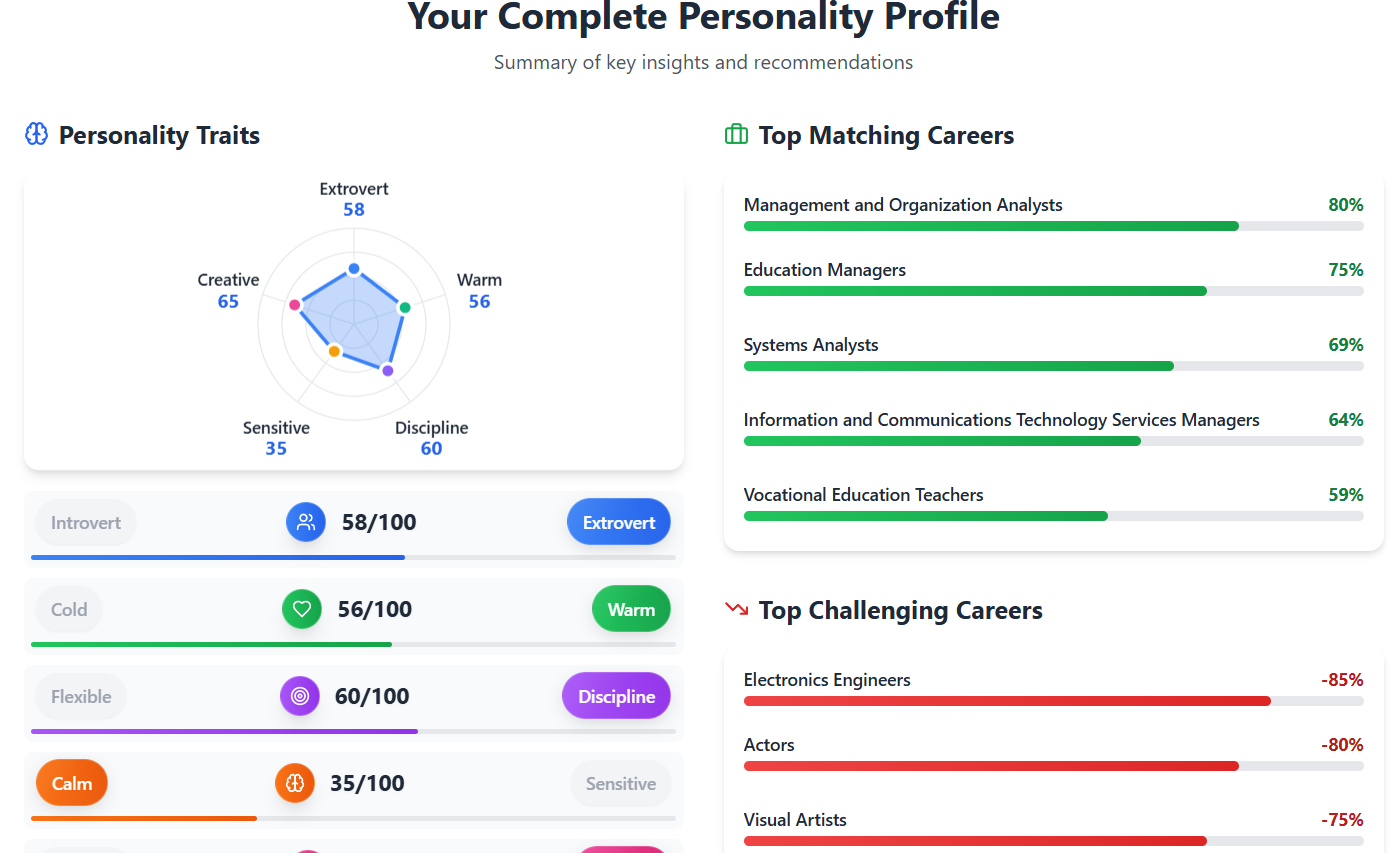 Your Complete Personality Profile
Summary of key insights and recommendations
Personality Traits
Extrovert
58
Creative
65
Warm
56
Sensitive
35
Discipline
60
Introvert
58/100
Extrovert
Cold
56/100
Warm
Flexible
60/100
Discipline
Calm
35/100
Sensitive
Top Matching Careers
Management and Organization Analysts 80%
Education Managers 75%
Systems Analysts 69%
Information and Communications Technology Services Managers 64%
Vocational Education Teachers 59%
Top Challenging Careers
Electronics Engineers -85%
Actors -80%
Visual Artists -75%